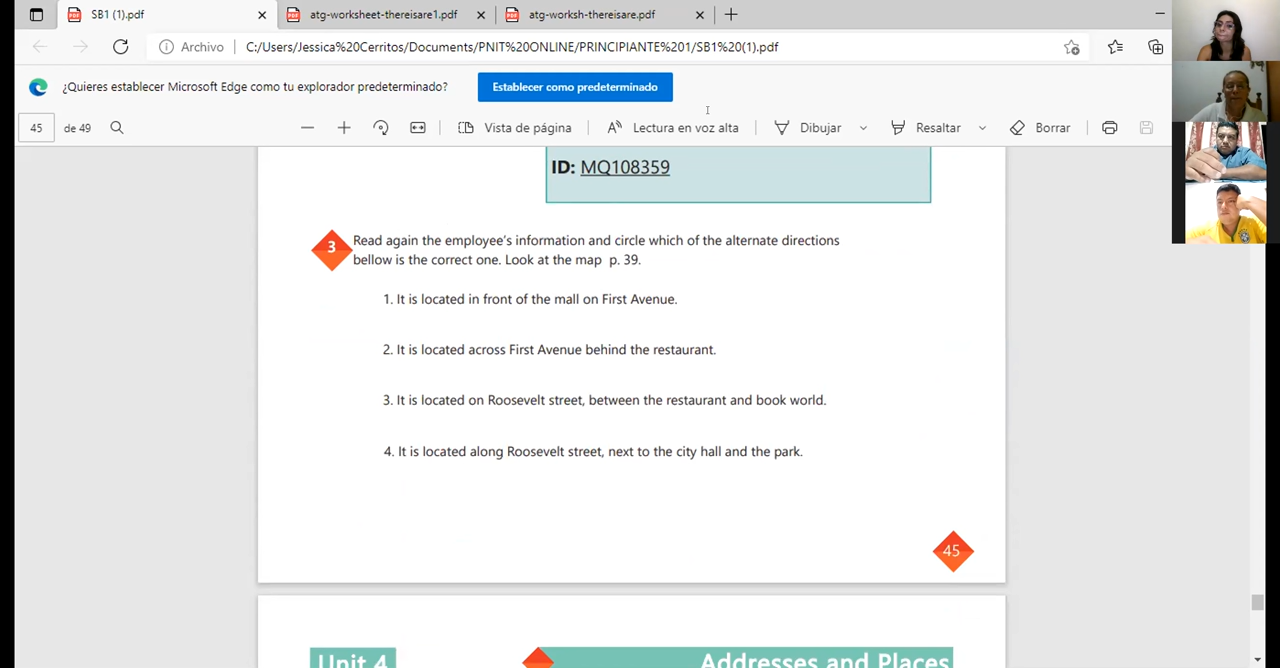 SB1 (1).pdf
atg-worksheet-thereisare1.pdf
atg-worksh-thereisare.pdf
Archivo
C:/Users/Jessica%20Cerritos/Documents/PNIT%20ONLINE/PRINCIPIANTE%201/SB1%20(1).pdf
¿Quieres establecer Microsoft Edge como tu explorador predeterminado?
Establecer como predeterminado
45 de 49
Vista de página
Lectura en voz alta
Dibujar
Resaltar
Borrar
ID: MQ108359
3
Read again the employee's information and circle which of the alternate directions
bellow is the correct one. Look at the map p. 39.
1. It is located in front of the mall on First Avenue.
2. It is located across First Avenue behind the restaurant.
3. It is located on Roosevelt street, between the restaurant and book world.
4. It is located along Roosevelt street, next to the city hall and the park.
45
Unit 4
Addresses and Places